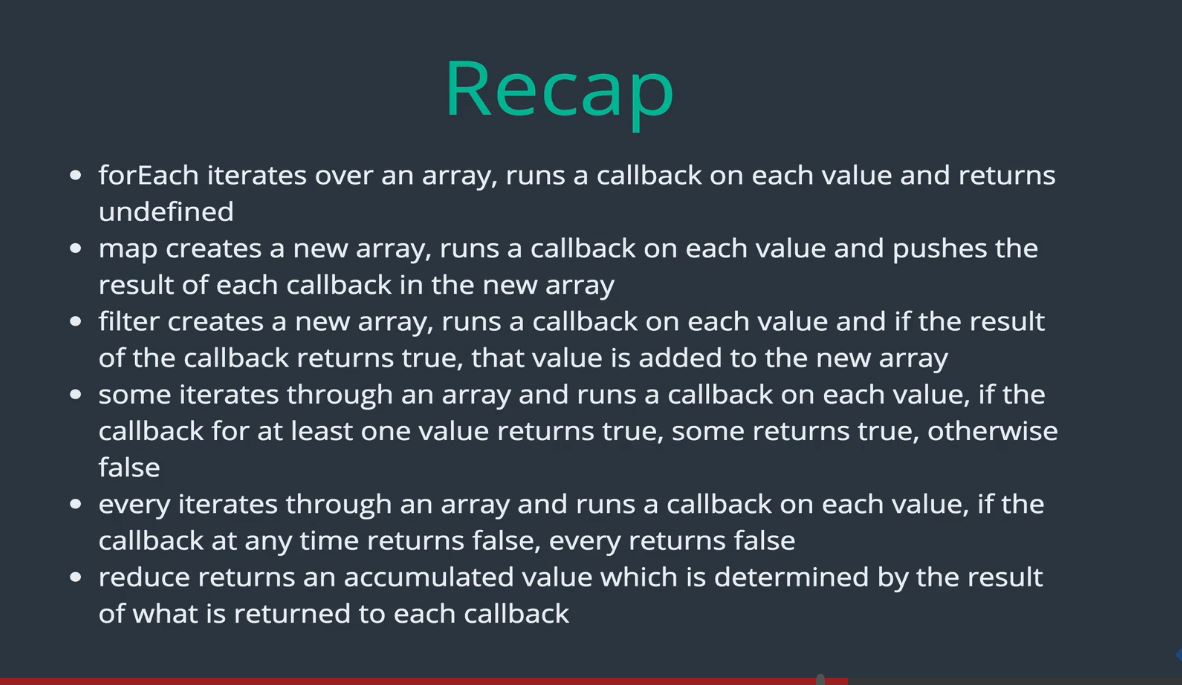 Recap
• forEach iterates over an array, runs a callback on each value and returns
undefined
• map creates a new array, runs a callback on each value and pushes the
result of each callback in the new array
• filter creates a new array, runs a callback on each value and if the result
of the callback returns true, that value is added to the new array
• some iterates through an array and runs a callback on each value, if the
callback for at least one value returns true, some returns true, otherwise
false
• every iterates through an array and runs a callback on each value, if the
callback at any time returns false, every returns false
• reduce returns an accumulated value which is determined by the result
of what is returned to each callback